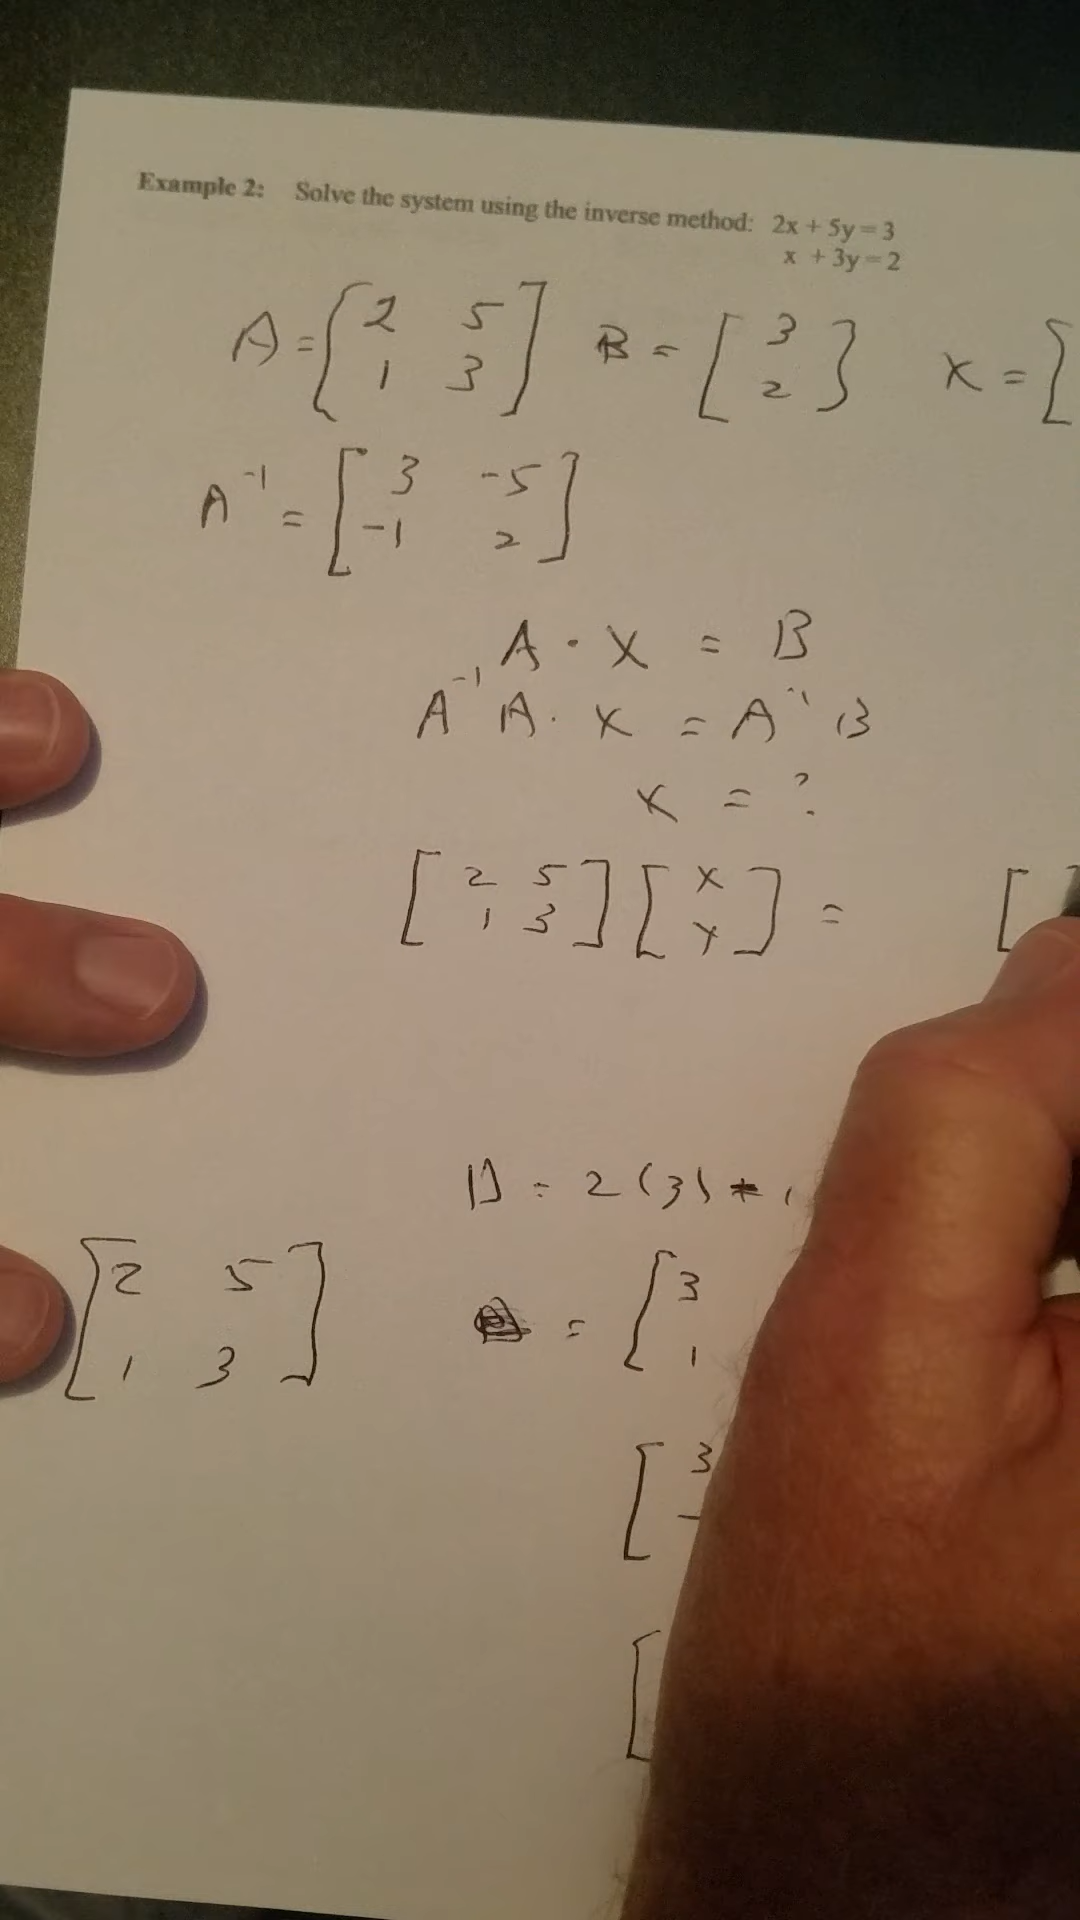 Example 2: Solve the system using the inverse method: 2x + 5y = 3
x + 3y = 2
A = [ 2 5 ] B = [ 3 ] X = [
1 3 2
A⁻¹ = [ 3 -5 ]
-1 2
A · X = B
A⁻¹ A · X = A⁻¹ B
X = ?
[ 2 5 ] [ x ] = [
1 3 y
D = 2(3)
[ 2 5 ] = [ 3
1 3 1
[ 3
-
[